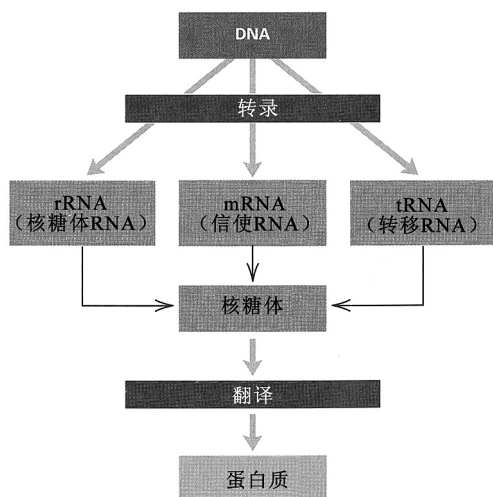 DNA
转录
rRNA
（核糖体RNA）
mRNA
（信使RNA）
tRNA
（转移RNA）
核糖体
翻译
蛋白质